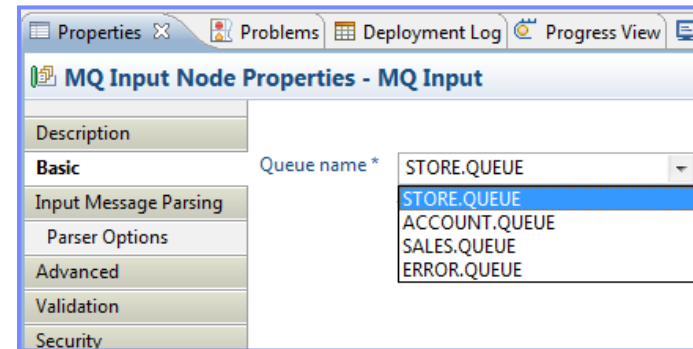 Properties Problems Deployment Log Progress View
MQ Input Node Properties - MQ Input
Description
Basic
Queue name * STORE.QUEUE
Input Message Parsing
STORE.QUEUE
Parser Options
ACCOUNT.QUEUE
SALES.QUEUE
Advanced
ERROR.QUEUE
Validation
Security